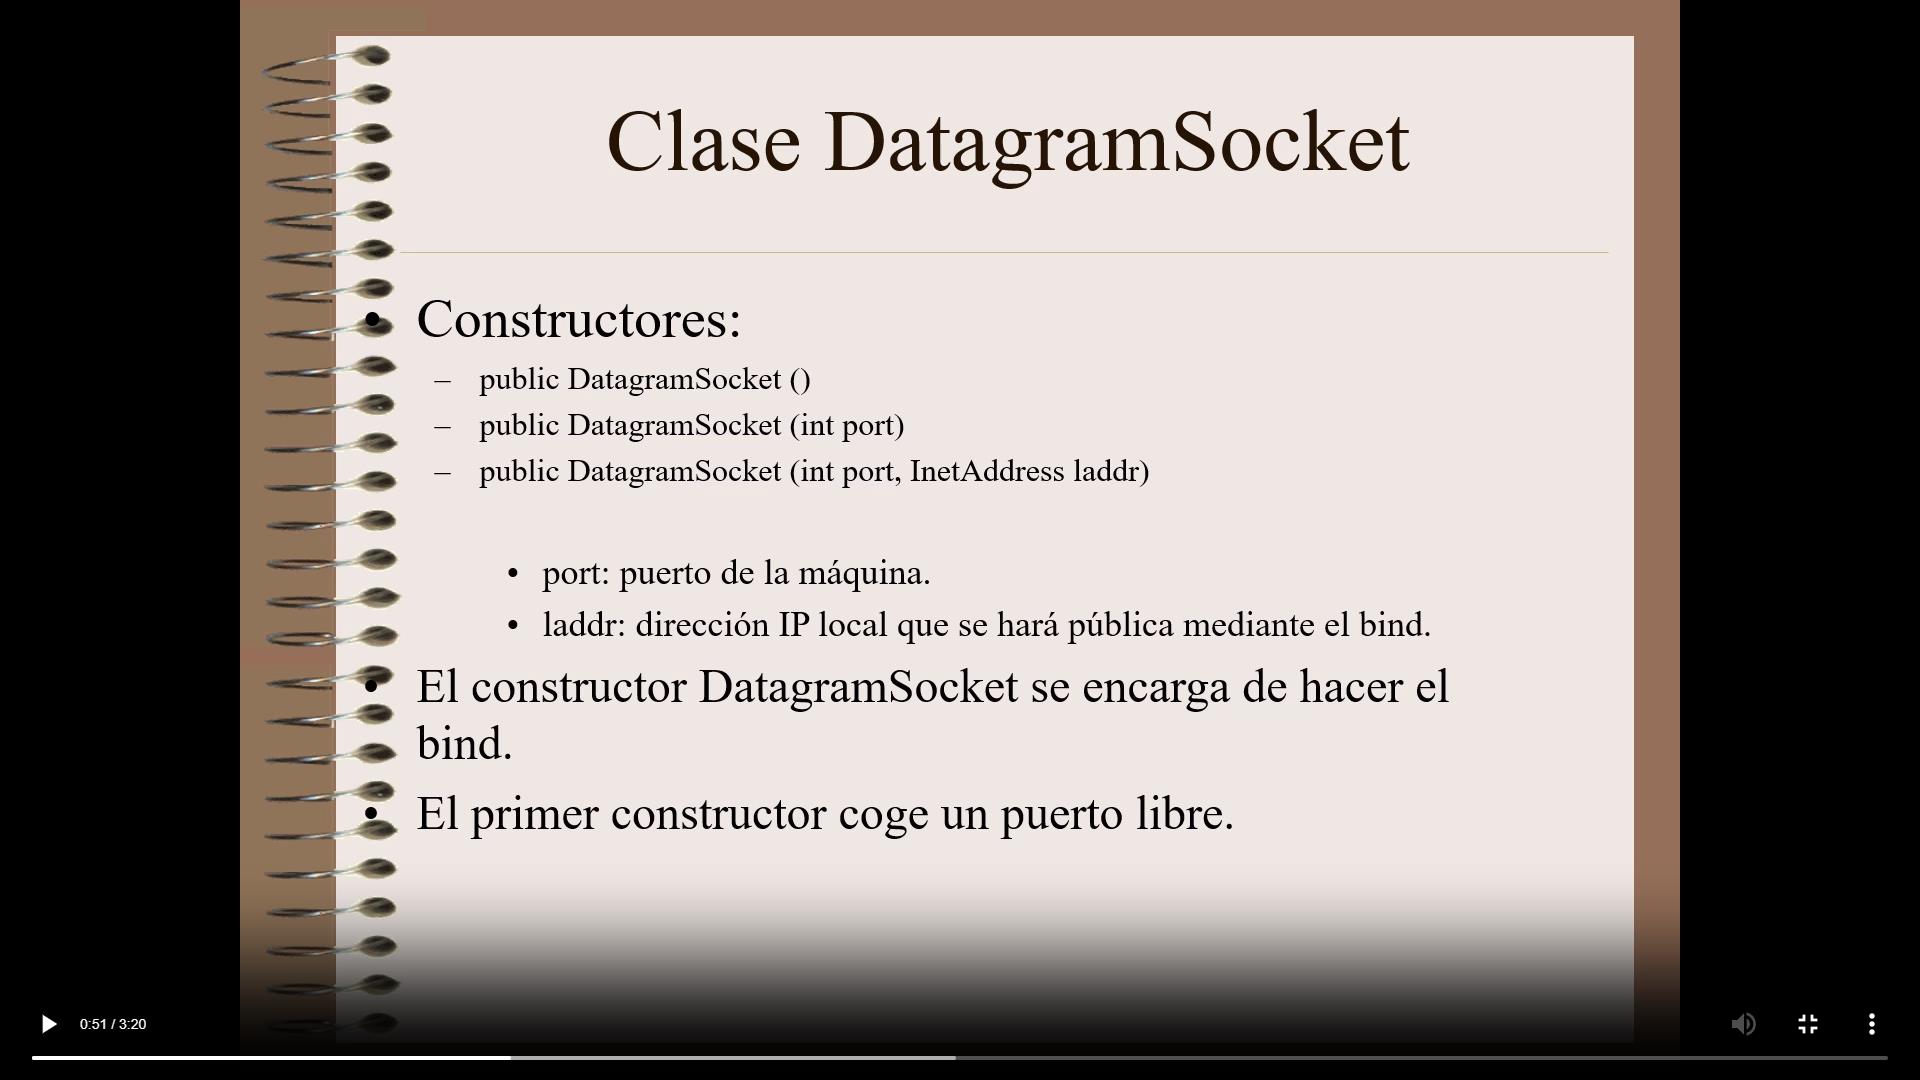 Clase DatagramSocket
• Constructores:
– public DatagramSocket ()
– public DatagramSocket (int port)
– public DatagramSocket (int port, InetAddress laddr)
• port: puerto de la máquina.
• laddr: dirección IP local que se hará pública mediante el bind.
• El constructor DatagramSocket se encarga de hacer el
bind.
• El primer constructor coge un puerto libre.
0:51 / 3:20